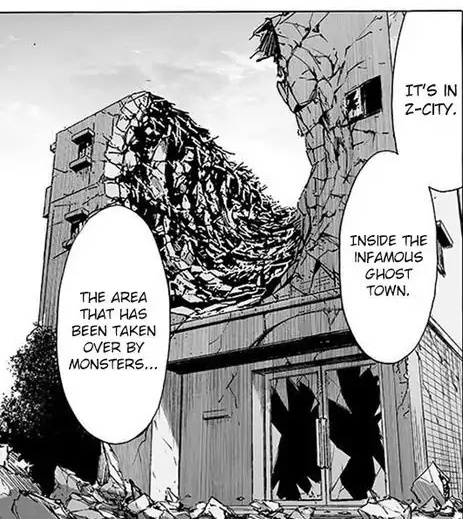 IT'S IN
Z-CITY.
INSIDE THE
INFAMOUS
GHOST
TOWN.
THE AREA
THAT HAS
BEEN TAKEN
OVER BY
MONSTERS...